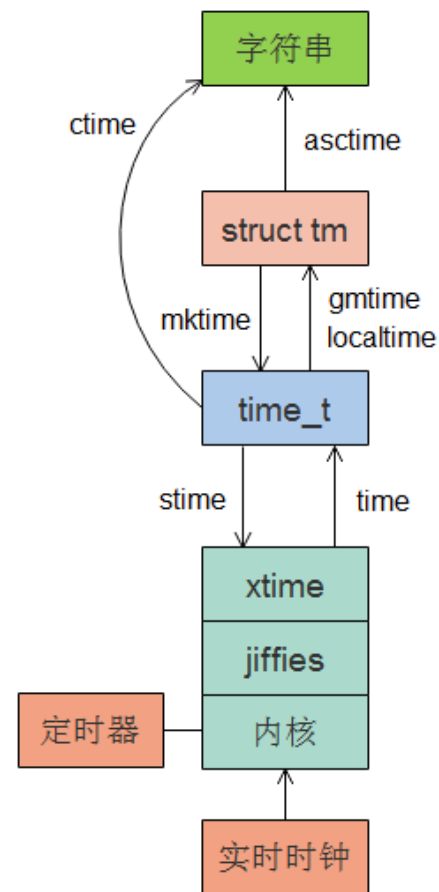 字符串
ctime
asctime
struct tm
mktime
gmtime
localtime
time_t
stime
time
xtime
jiffies
定时器
内核
实时时钟